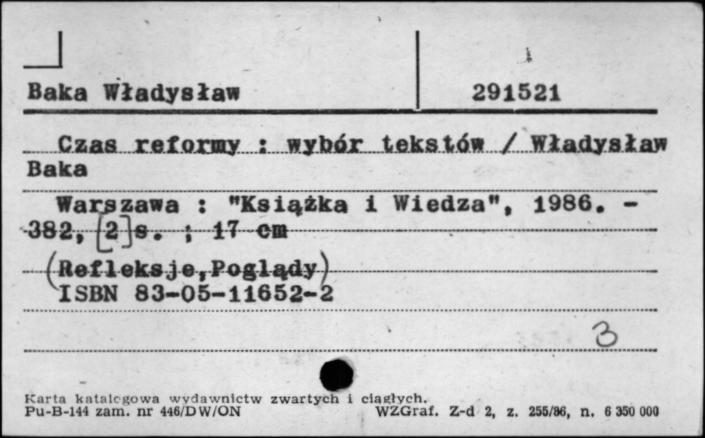 Baka Władysław 291521
Czas reformy : wybór tekstów / Władysław
Baka
Warszawa : "Książka i Wiedza", 1986. -
382, [2] s. ; 17 cm
(Refleksje,Poglądy)
ISBN 83-05-11652-2
3
Karta katalogowa wydawnictw zwartych i ciągłych.
Pu-B-144 zam. nr 446/DW/ON WZGraf. Z-d 2, z. 255/86, n. 6 350 000